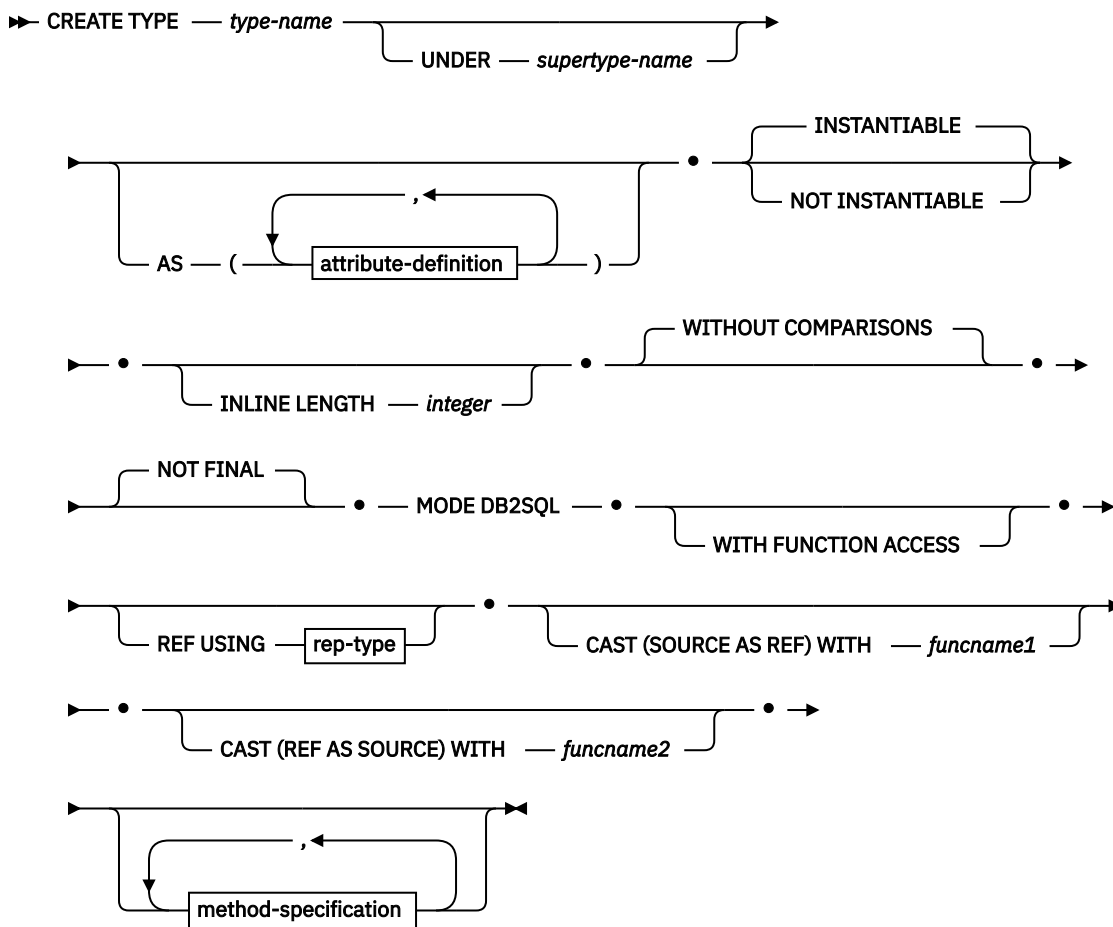 CREATE TYPE type-name
UNDER supertype-name
INSTANTIABLE
NOT INSTANTIABLE
,
AS ( attribute-definition )
WITHOUT COMPARISONS
INLINE LENGTH integer
NOT FINAL
MODE DB2SQL
WITH FUNCTION ACCESS
REF USING rep-type
CAST (SOURCE AS REF) WITH funcname1
CAST (REF AS SOURCE) WITH funcname2
,
method-specification